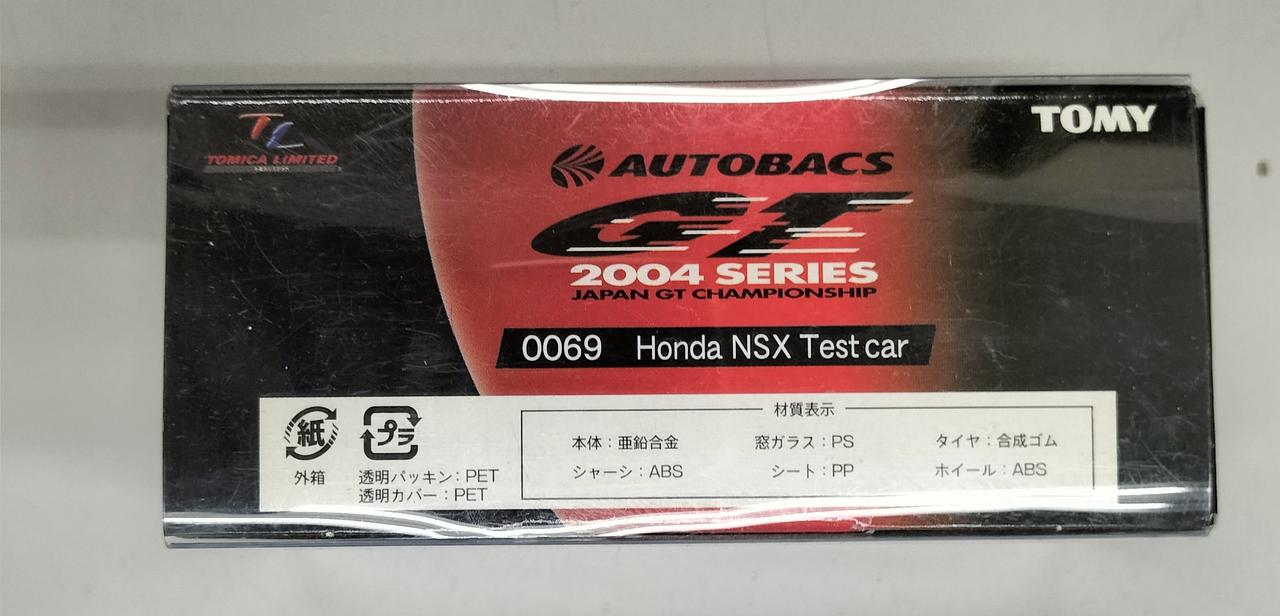 TOMICA LIMITED
TOMY
AUTOBACS
GT
2004 SERIES
JAPAN GT CHAMPIONSHIP
0069 Honda NSX Test car
材質表示
紙
プラ
本体：亜鉛合金 窓ガラス：PS タイヤ：合成ゴム
シャーシ：ABS シート：PP ホイール：ABS
外箱
透明パッキン：PET
透明カバー：PET